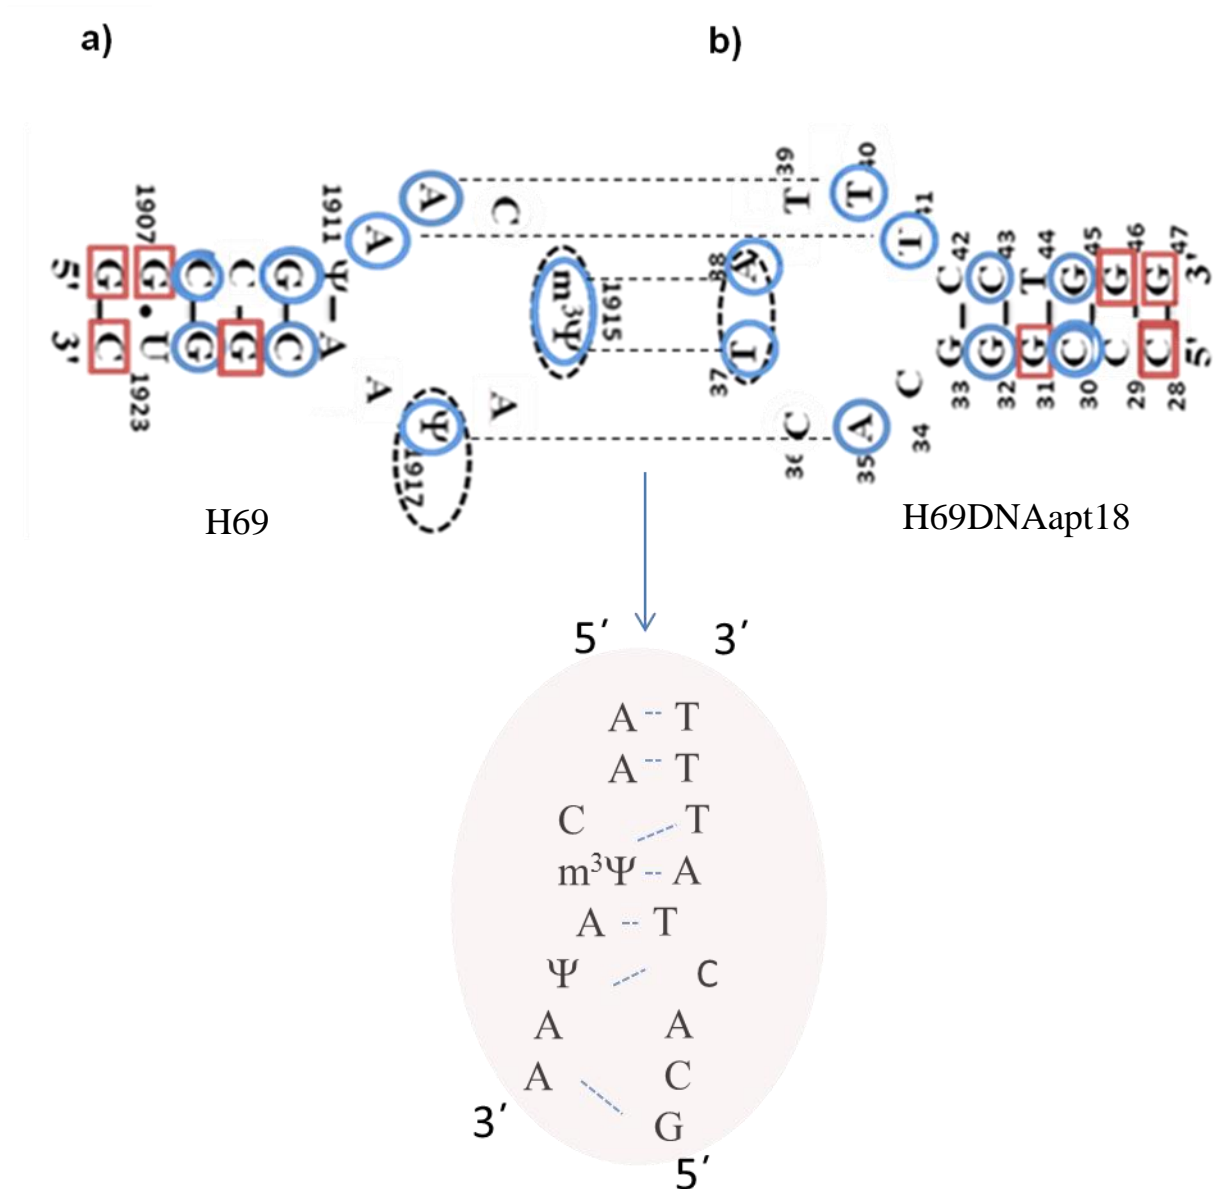 a)
b)
1907
1911
5' G G C C G Ψ A A C
3' C U G G C A A Ψ A
1923
1917
m³Ψ
1915
39
40
41
42
43
44
45
46
47
T T T C C T G G G 3'
38
A
T
37
C A C G G G C C C 5'
36
35
34
33
32
31
30
29
28
H69
H69DNAapt18
5′ 3′
A T
A T
C T
m³Ψ A
A T
Ψ C
A A
A C
3′ G
5′